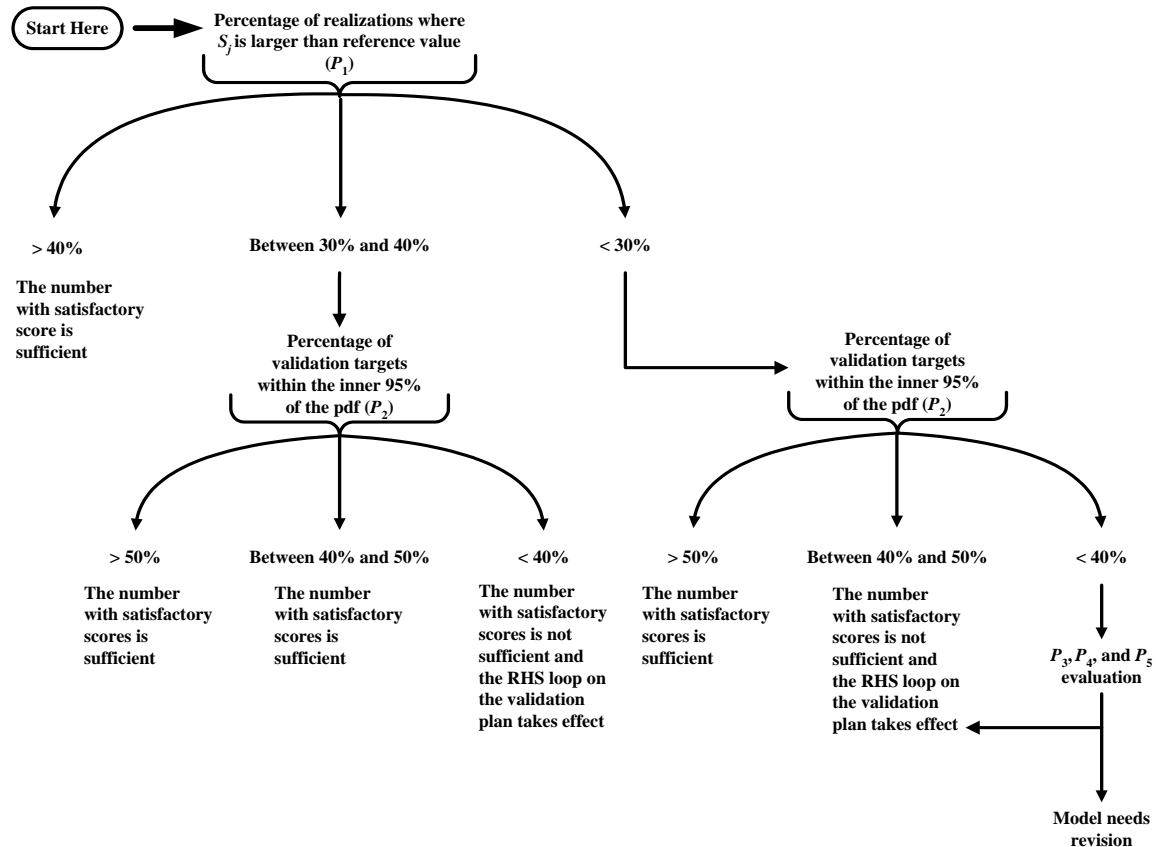 Start Here
Percentage of realizations where
Sj is larger than reference value
(P1)
> 40%
The number
with satisfactory
score is
sufficient
Between 30% and 40%
< 30%
Percentage of
validation targets
within the inner 95%
of the pdf (P2)
> 50%
The number
with satisfactory
scores is
sufficient
Between 40% and 50%
The number
with satisfactory
scores is
sufficient
< 40%
The number
with satisfactory
scores is not
sufficient and
the RHS loop on
the validation
plan takes effect
Percentage of
validation targets
within the inner 95%
of the pdf (P2)
> 50%
The number
with satisfactory
scores is
sufficient
Between 40% and 50%
The number
with satisfactory
scores is not
sufficient and
the RHS loop on
the validation
plan takes effect
< 40%
P3, P4, and P5
evaluation
Model needs
revision